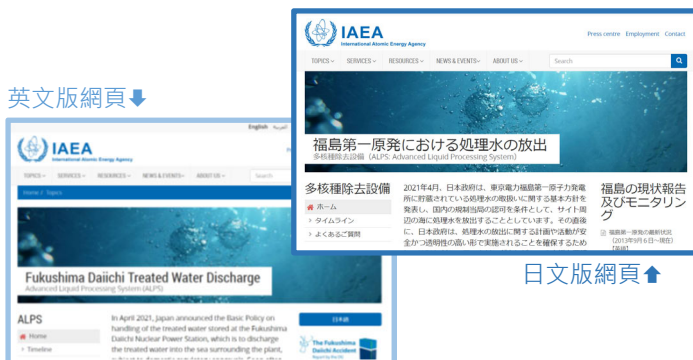 英文版網頁⬇
English
IAEA
International Atomic Energy Agency
TOPICS
SERVICES
RESOURCES
NEWS & EVENTS
ABOUT US
Search
Home / Topics
Fukushima Daiichi Treated Water Discharge
Advanced Liquid Processing System (ALPS)
ALPS
Home
Timeline
In April 2021, Japan announced the Basic Policy on
handling of the treated water stored at the Fukushima
Daiichi Nuclear Power Station, which is to discharge
the treated water into the sea surrounding the plant,
日本語
The Fukushima
Daiichi Accident
IAEA
International Atomic Energy Agency
Press centre Employment Contact
TOPICS
SERVICES
RESOURCES
NEWS & EVENTS
ABOUT US
Search
福島第一原発における処理水の放出
多核種除去設備 (ALPS: Advanced Liquid Processing System)
多核種除去設備
ホーム
タイムライン
よくあるご質問
2021年4月、日本政府は、東京電力福島第一原子力発電
所に貯蔵されている処理水の取扱いに関する基本方針を
発表し、国内の規制当局の認可を条件として、サイト周
辺の海に処理水を放出することとしています。その直後
に、日本政府は、処理水の放出に関する計画や活動が安
全かつ透明性の高い形で実施されることを確保するため
福島の現状報告
及びモニタリン
グ
福島第一原発の最新状況
(2013年9月6日~現在)
【英語】
日文版網頁⬆